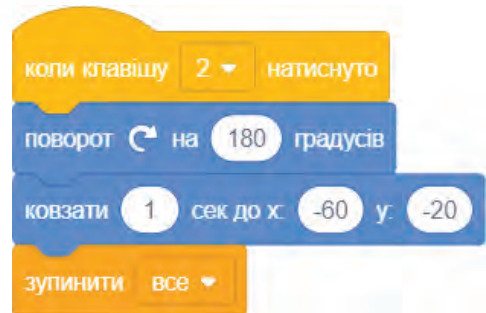 коли клавішу 2 натиснуто
поворот на 180 градусів
ковзати 1 сек до x: -60 y: -20
зупинити все